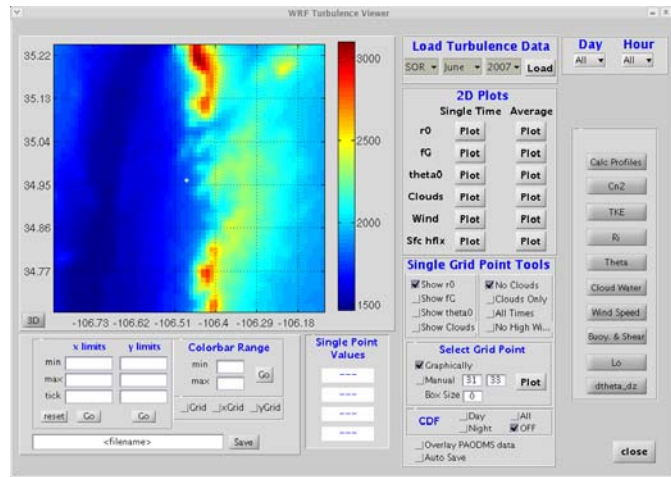 WRF Turbulence Viewer
35.22
35.13
35.04
34.95
34.86
34.77
-106.73 -106.62 -106.51 -106.4 -106.29 -106.18
3000
2500
2000
1500
3D
Load Turbulence Data
SOR June 2007 Load
Day Hour
All All
2D Plots
Single Time Average
r0 Plot Plot
fG Plot Plot
theta0 Plot Plot
Clouds Plot Plot
Wind Plot Plot
Sfc hflx Plot Plot
Single Grid Point Tools
Show r0 No Clouds
Show fG Clouds Only
Show theta0 All Times
Show Clouds No High Wi...
Select Grid Point
Graphically
Manual 31 33 Plot
Box Size 0
CDF Day All
Night OFF
Overlay PAODMS data
Auto Save
Calc Profiles
Cn2
TKE
Ri
Theta
Cloud Water
Wind Speed
Buoy. & Shear
Lo
dtheta_dz
close
x limits y limits
min
max
tick
reset Go Go
Colorbar Range
min
max
Go
Grid xGrid yGrid
<filename> Save
Single Point
Values
---
---
---
---